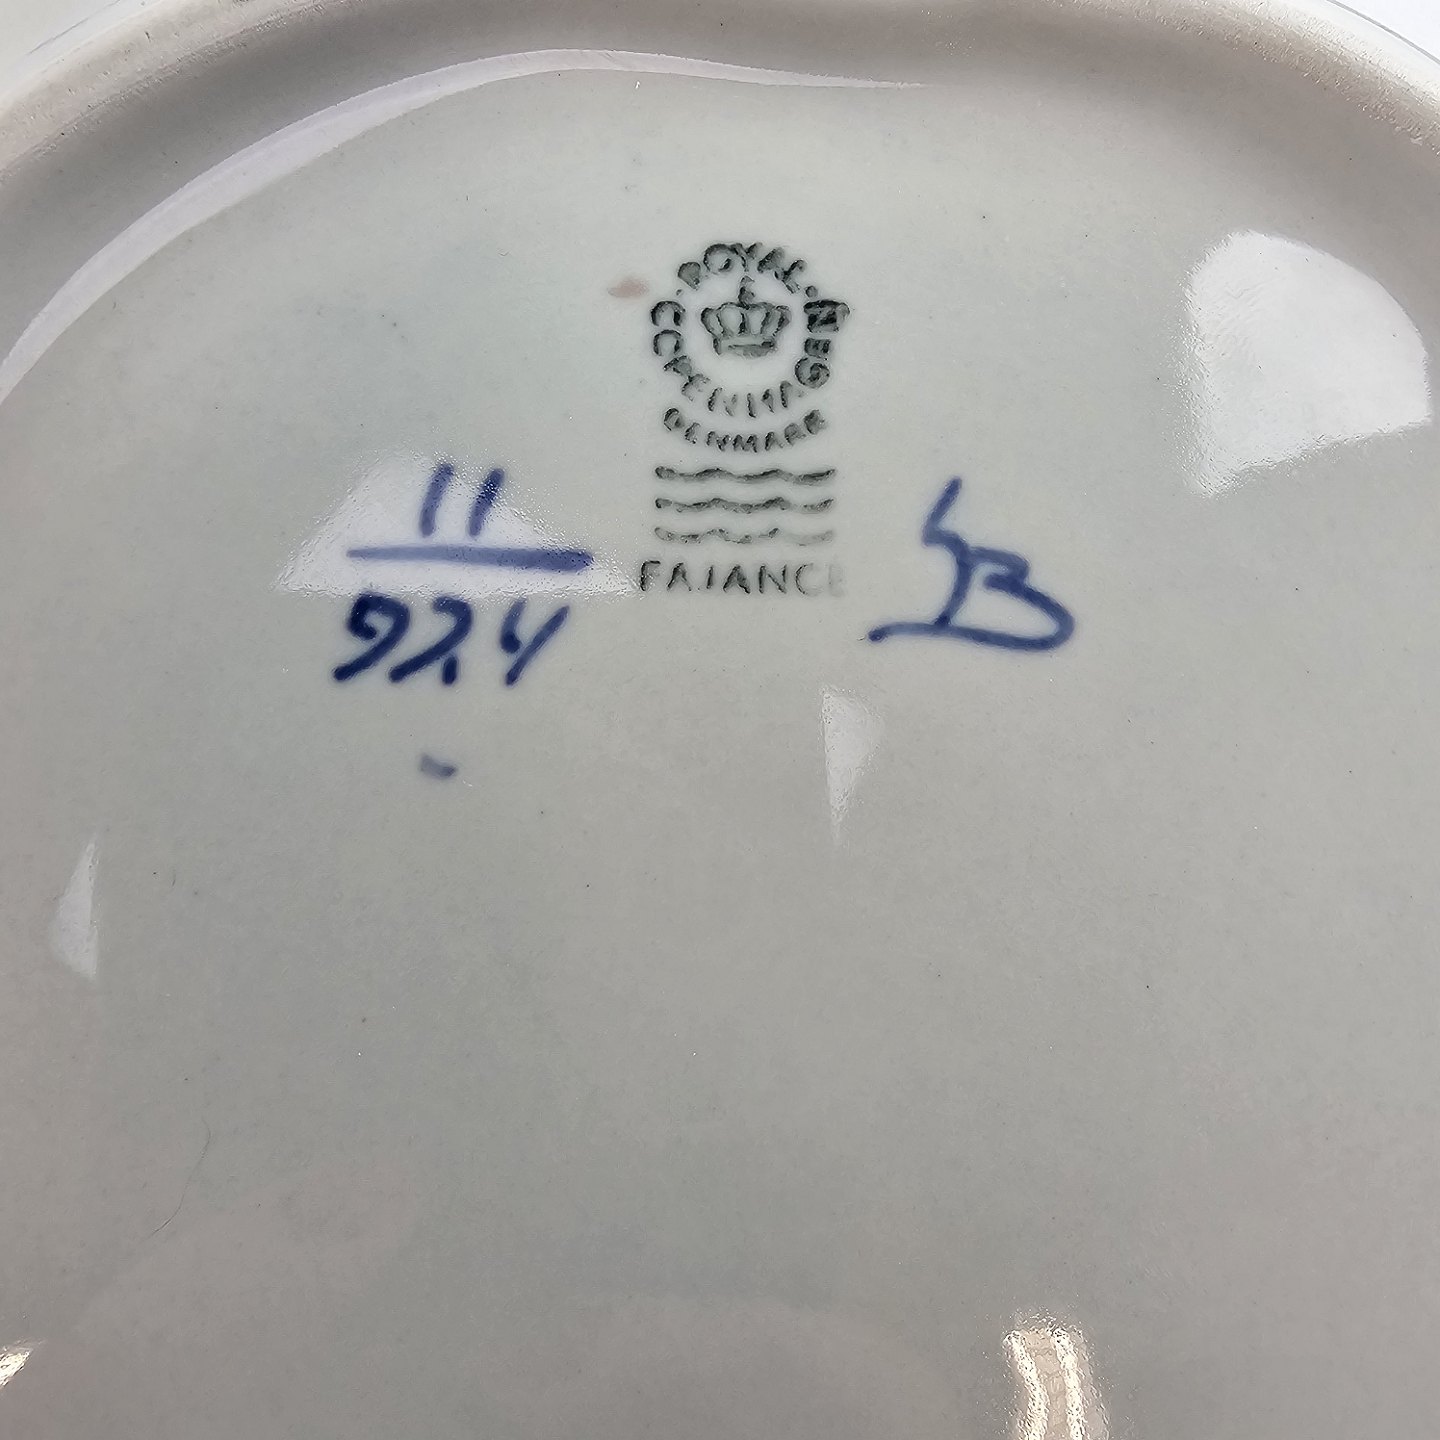 ROYAL COPENHAGEN
DENMARK
FAJANCE
11
924